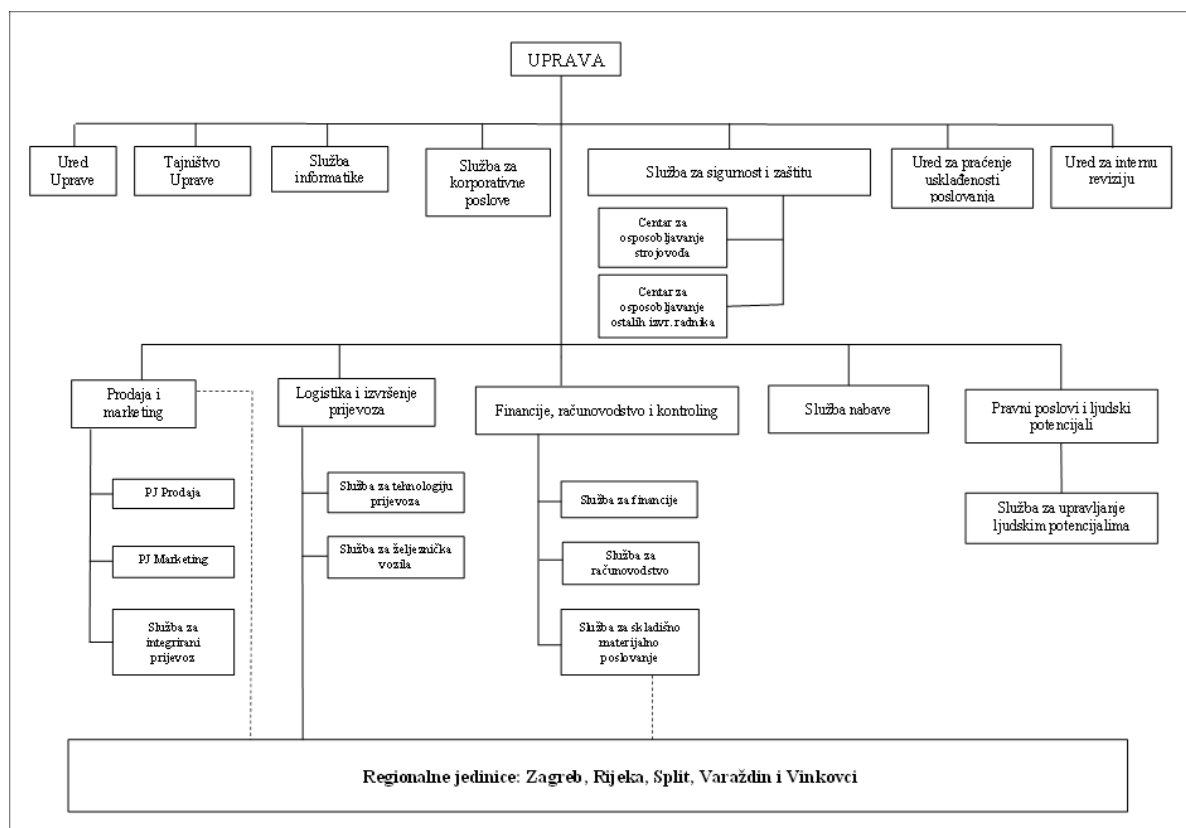 UPRAVA
Ured
Uprave
Tajništvo
Uprave
Služba
informatike
Služba za
korporativne
poslove
Služba za sigurnost i zaštitu
Ured za praćenje
usklađenosti
poslovanja
Ured za internu
reviziju
Centar za
osposobljavanje
strojovođa
Centar za
osposobljavanje
ostalih izvr. radnika
Prodaja i
marketing
Logistika i izvršenje
prijevoza
Financije, računovodstvo i kontroling
Služba nabave
Pravni poslovi i ljudski
potencijali
PJ Prodaja
PJ Marketing
Služba za
integrirani
prijevoz
Služba za tehnologiju
prijevoza
Služba za željeznička
vozila
Služba za financije
Služba za
računovodstvo
Služba za skladišno
materijalno
poslovanje
Služba za upravljanje
ljudskim potencijalima
Regionalne jedinice: Zagreb, Rijeka, Split, Varaždin i Vinkovci